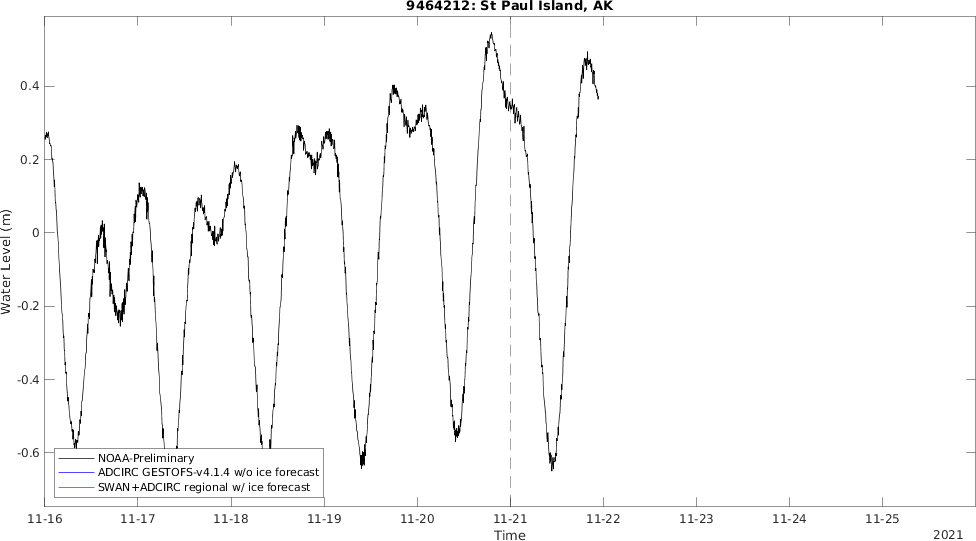 9464212: St Paul Island, AK
Water Level (m)
0.4
0.2
0
-0.2
-0.4
-0.6
NOAA-Preliminary
ADCIRC GESTOFS-v4.1.4 w/o ice forecast
SWAN+ADCIRC regional w/ ice forecast
11-16 11-17 11-18 11-19 11-20 11-21 11-22 11-23 11-24 11-25
Time
2021